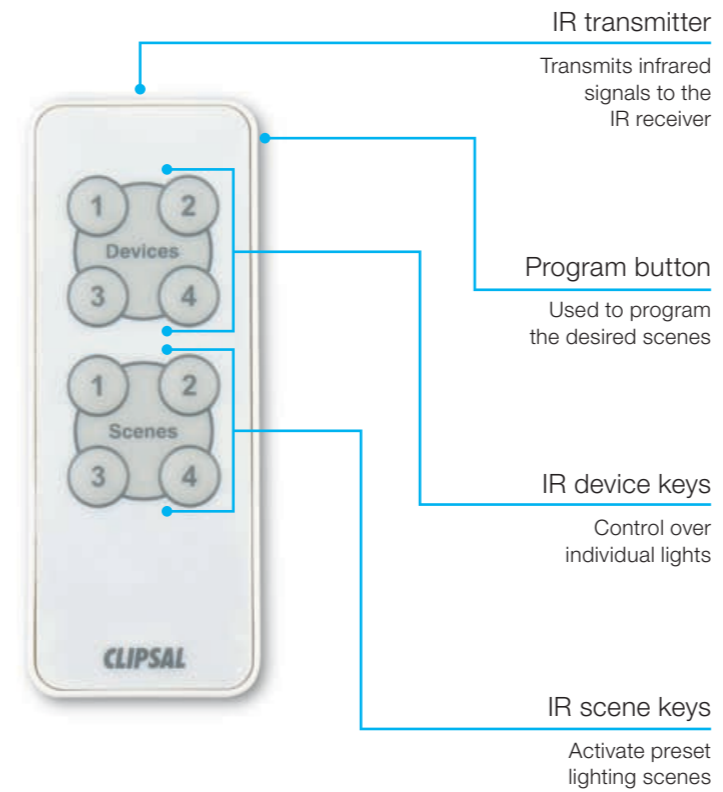 IR transmitter
Transmits infrared
signals to the
IR receiver
1
2
Devices
3
4
Program button
Used to program
the desired scenes
1
2
Scenes
3
4
IR device keys
Control over
individual lights
CLIPSAL
IR scene keys
Activate preset
lighting scenes